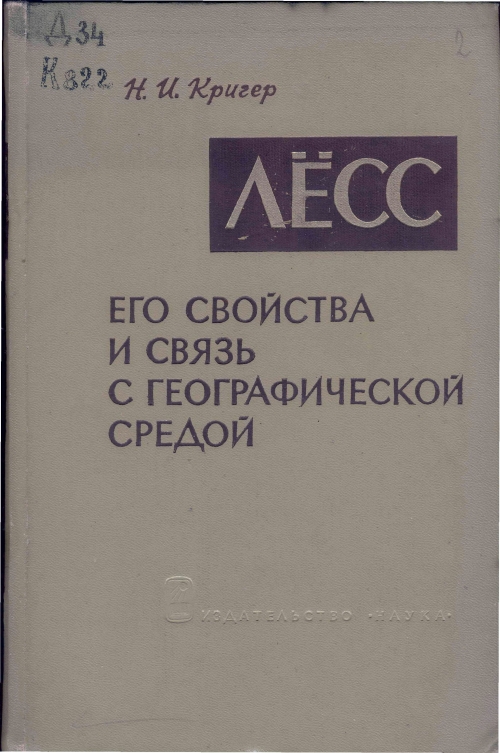 Д34
К822
2
Н. И. Кригер
ЛЁСС
ЕГО СВОЙСТВА
И СВЯЗЬ
С ГЕОГРАФИЧЕСКОЙ
СРЕДОЙ
ИЗДАТЕЛЬСТВО «НАУКА»